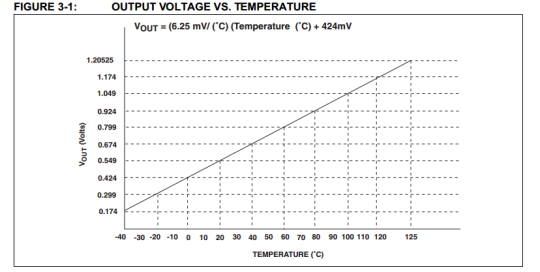 FIGURE 3-1: OUTPUT VOLTAGE VS. TEMPERATURE
VOUT = (6.25 mV/ (˚C) (Temperature (˚C) + 424mV
1.20525
1.174
1.049
0.924
0.799
0.674
0.549
0.424
0.299
0.174
VOUT (Volts)
-40 -30 -20 -10 0 10 20 30 40 50 60 70 80 90 100 110 120 125
TEMPERATURE (˚C)